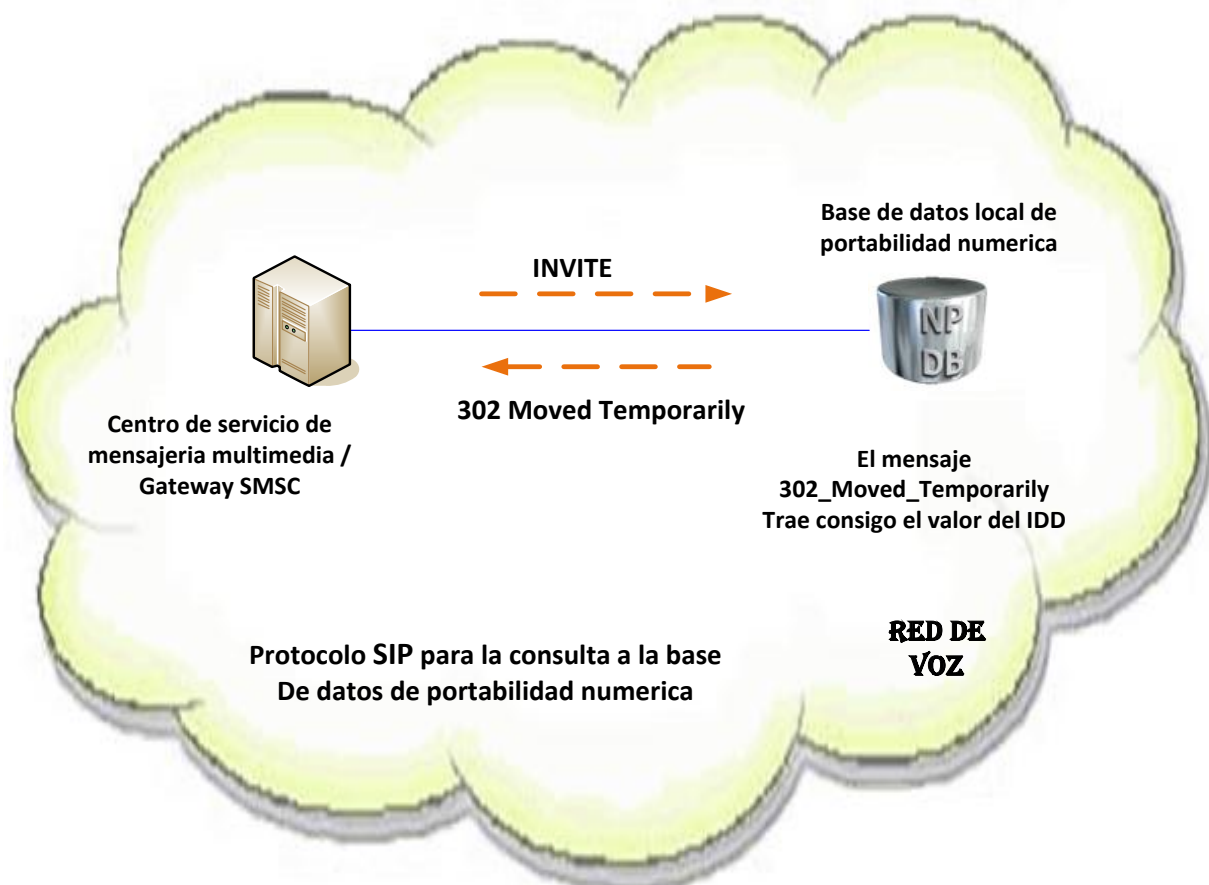 Base de datos local de
portabilidad numerica
INVITE
NP
DB
302 Moved Temporarily
Centro de servicio de
mensajeria multimedia /
Gateway SMSC
El mensaje
302_Moved_Temporarily
Trae consigo el valor del IDD
RED DE
VOZ
Protocolo SIP para la consulta a la base
De datos de portabilidad numerica